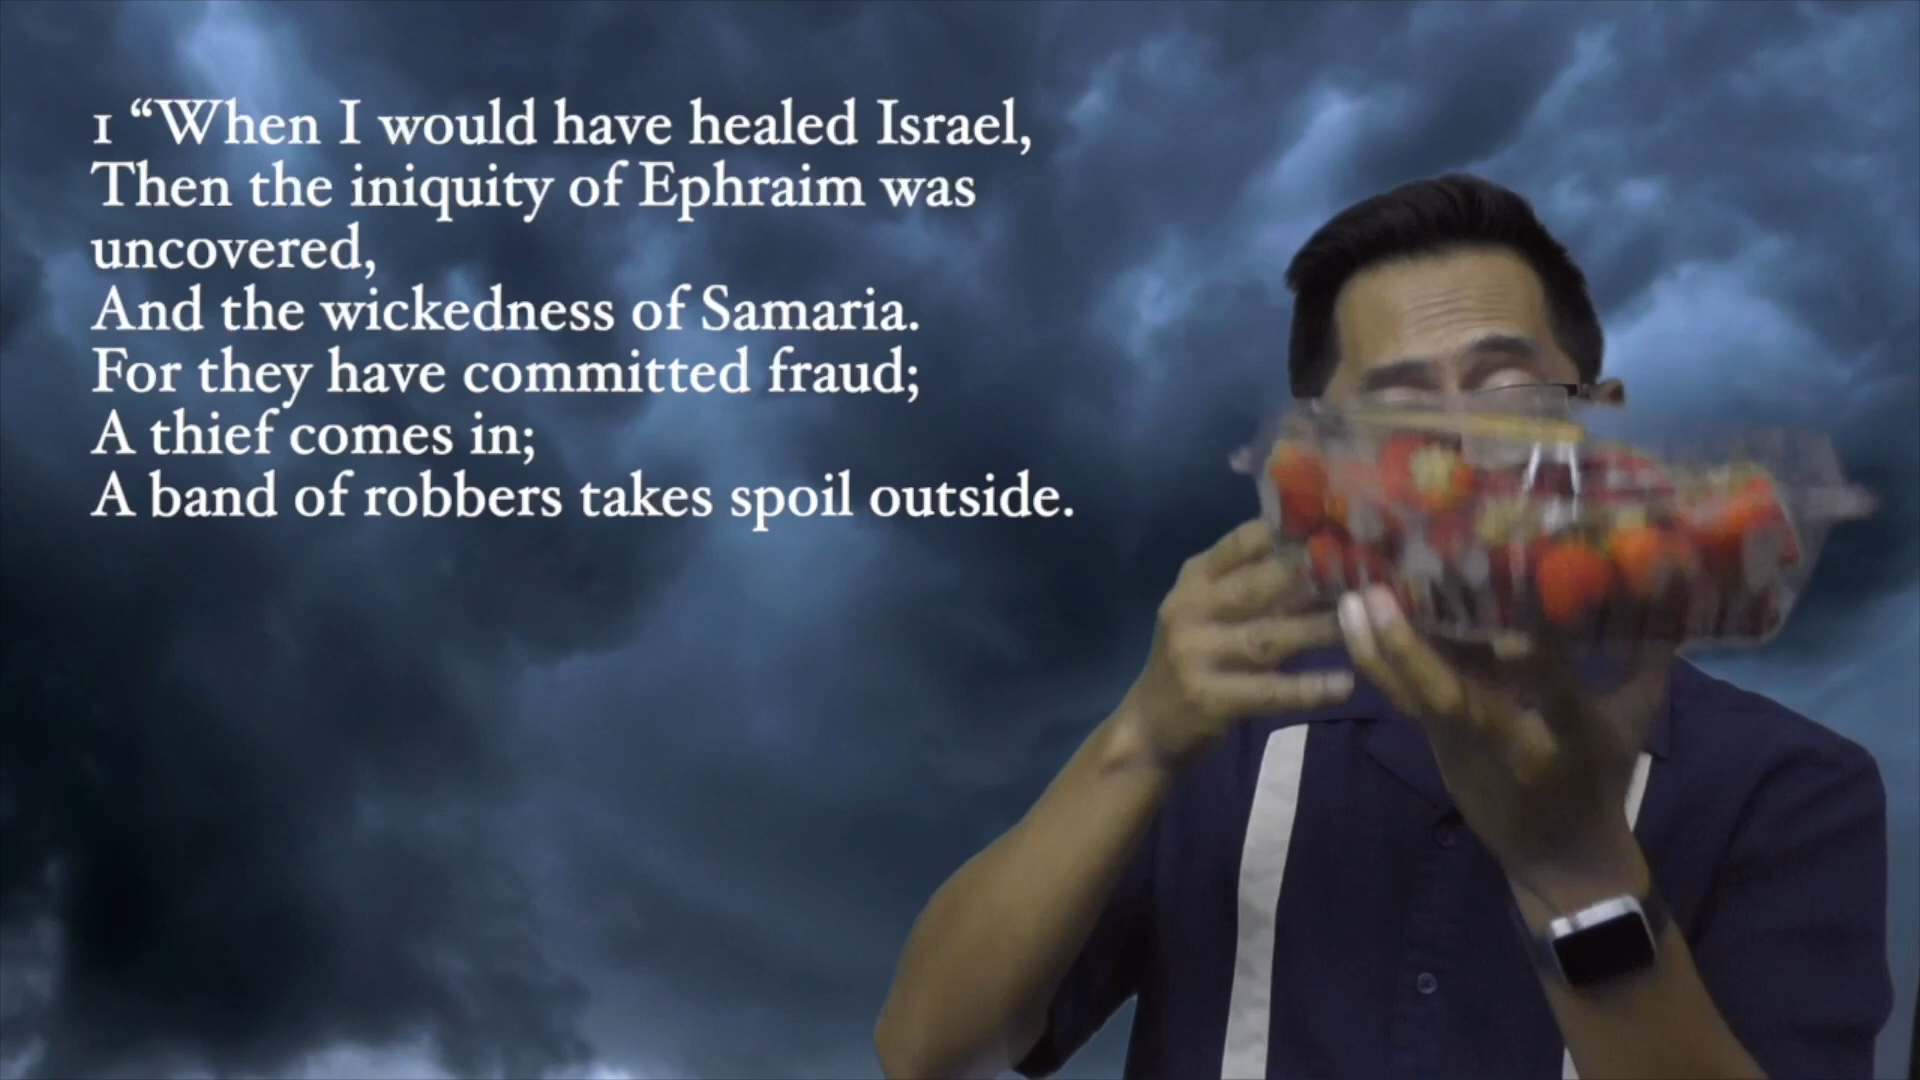 1 “When I would have healed Israel,
Then the iniquity of Ephraim was
uncovered,
And the wickedness of Samaria.
For they have committed fraud;
A thief comes in;
A band of robbers takes spoil outside.